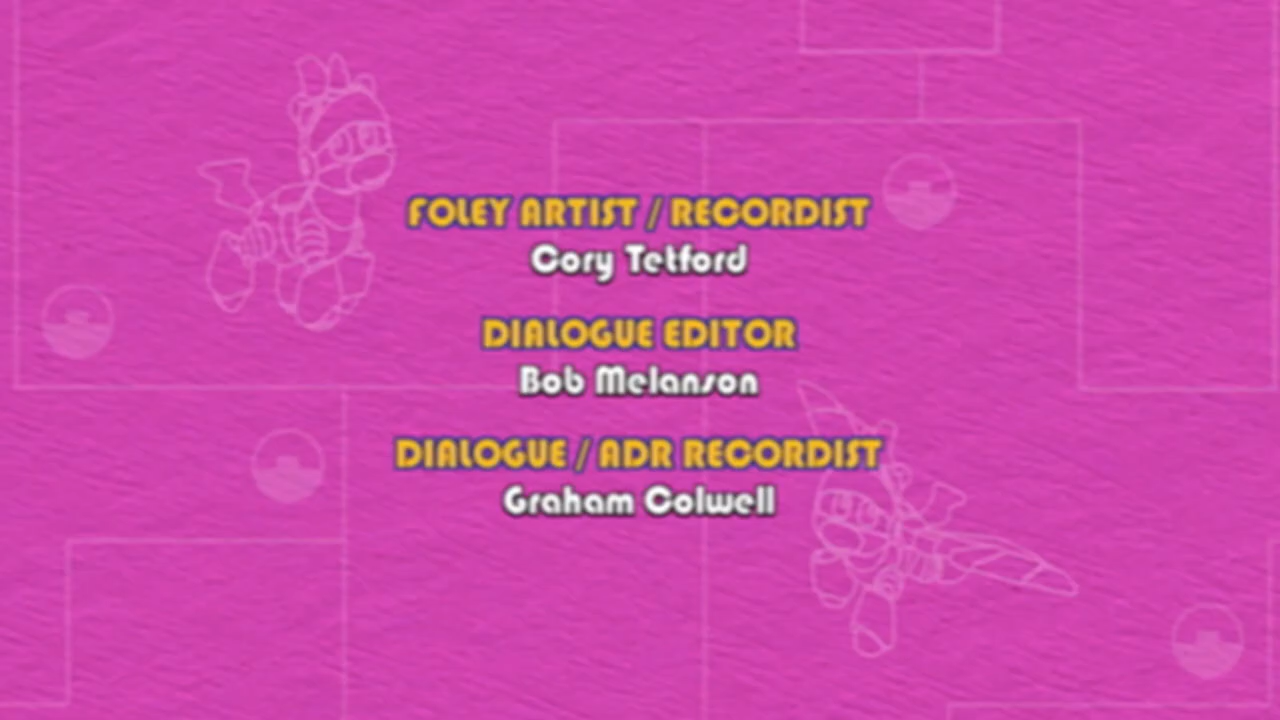 FOLEY ARTIST / RECORDIST
Cory Tetford
DIALOGUE EDITOR
Bob Melanson
DIALOGUE / ADR RECORDIST
Graham Colwell